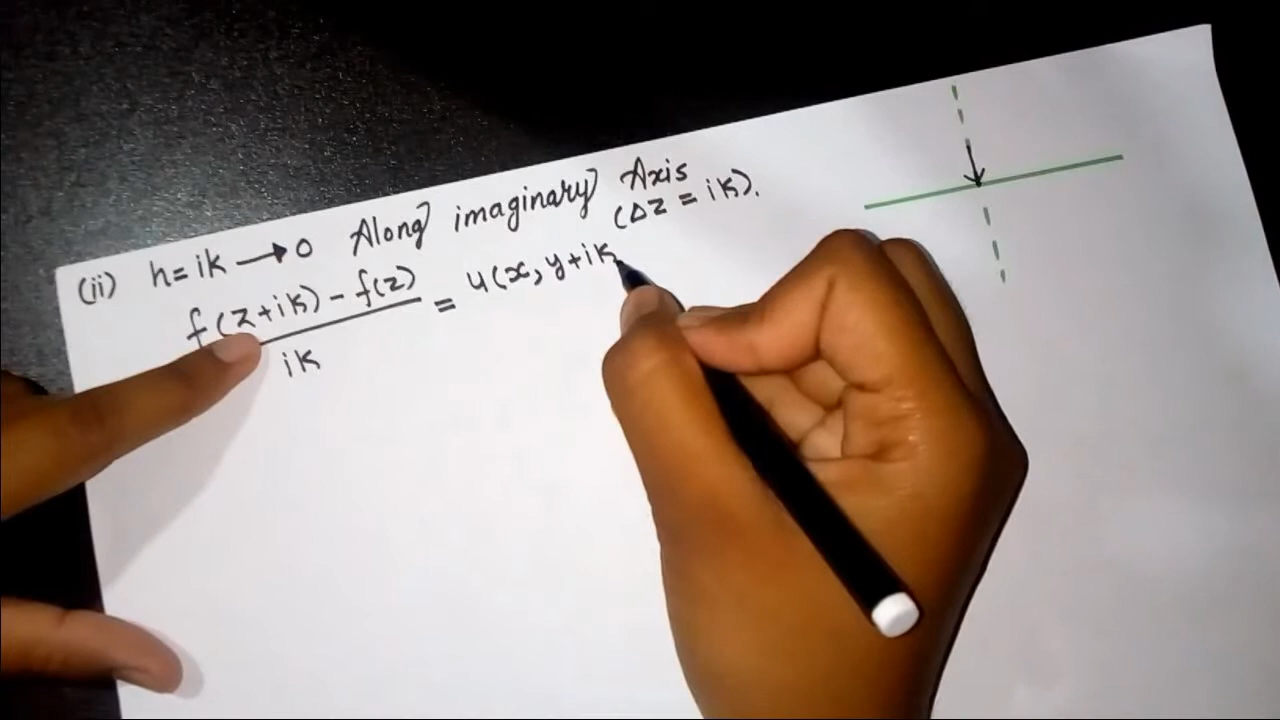 (ii) h = ik → 0 Along imaginary Axis
(Δz = ik).
f(z+ik) - f(z) = u(x, y+ik
ik